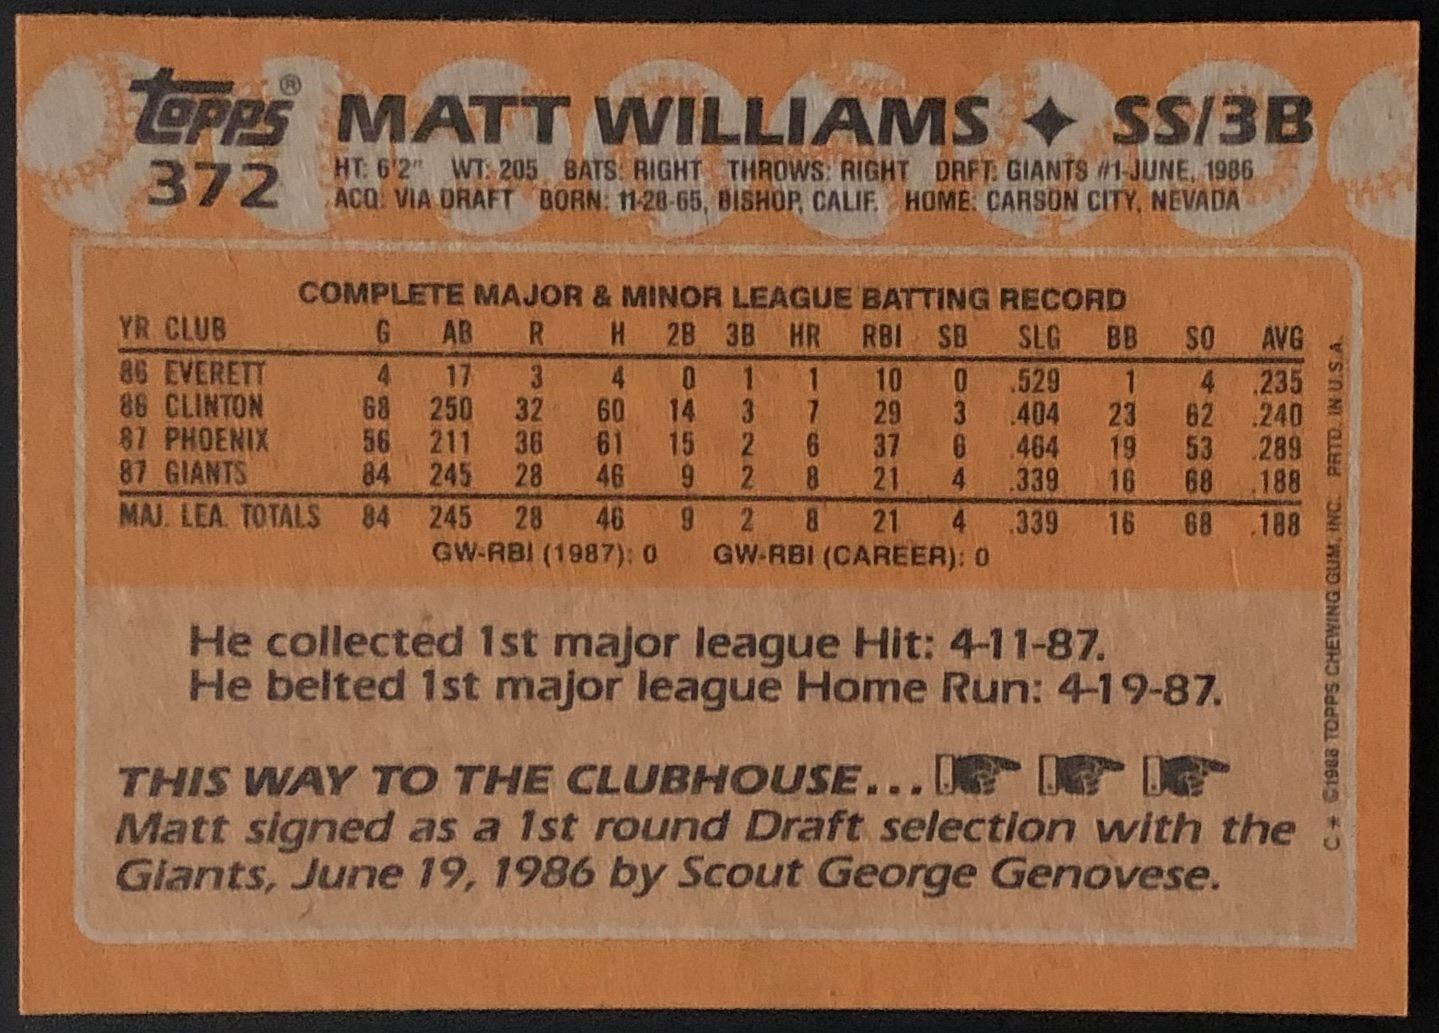 topps® MATT WILLIAMS ✦ SS/3B
372 HT: 6'2" WT: 205 BATS: RIGHT THROWS: RIGHT DRFT: GIANTS #1-JUNE, 1986
ACQ: VIA DRAFT BORN: 11-28-65, BISHOP, CALIF. HOME: CARSON CITY, NEVADA
COMPLETE MAJOR & MINOR LEAGUE BATTING RECORD
YR CLUB G AB R H 2B 3B HR RBI SB SLG BB SO AVG
86 EVERETT 4 17 3 4 0 1 1 10 0 .529 1 4 .235
86 CLINTON 68 250 32 60 14 3 7 29 3 .404 23 62 .240
87 PHOENIX 56 211 36 61 15 2 6 37 6 .464 19 53 .289
87 GIANTS 84 245 28 46 9 2 8 21 4 .339 16 68 .188
MAJ. LEA. TOTALS 84 245 28 46 9 2 8 21 4 .339 16 68 .188
GW-RBI (1987): 0 GW-RBI (CAREER): 0
He collected 1st major league Hit: 4-11-87.
He belted 1st major league Home Run: 4-19-87.
THIS WAY TO THE CLUBHOUSE...
Matt signed as a 1st round Draft selection with the
Giants, June 19, 1986 by Scout George Genovese.
C * ©1988 TOPPS CHEWING GUM, INC. PRTD. IN U.S.A.